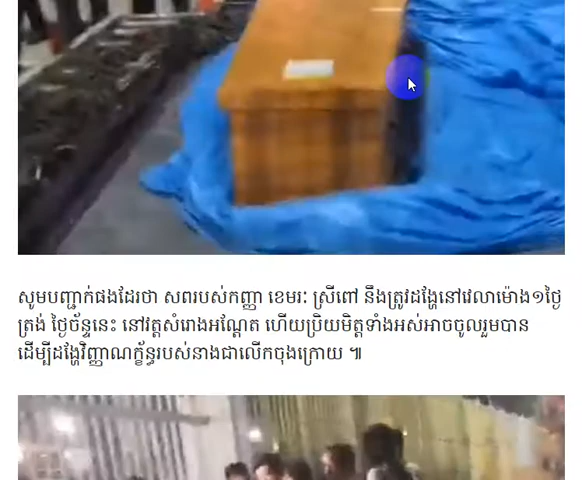 សូមបញ្ជាក់ផងដែរថា សពរបស់កញ្ញា ខេមរៈ ស្រីពៅ នឹងត្រូវដង្ហែនៅវេលាម៉ោង១ថ្ងៃ
ត្រង់ ថ្ងៃច័ន្ទនេះ នៅវត្តសំរោងអណ្តែត ហើយប្រិយមិត្តទាំងអស់អាចចូលរួមបាន
ដើម្បីដង្ហែវិញ្ញាណក្ខ័ន្ធរបស់នាងជាលើកចុងក្រោយ ៕